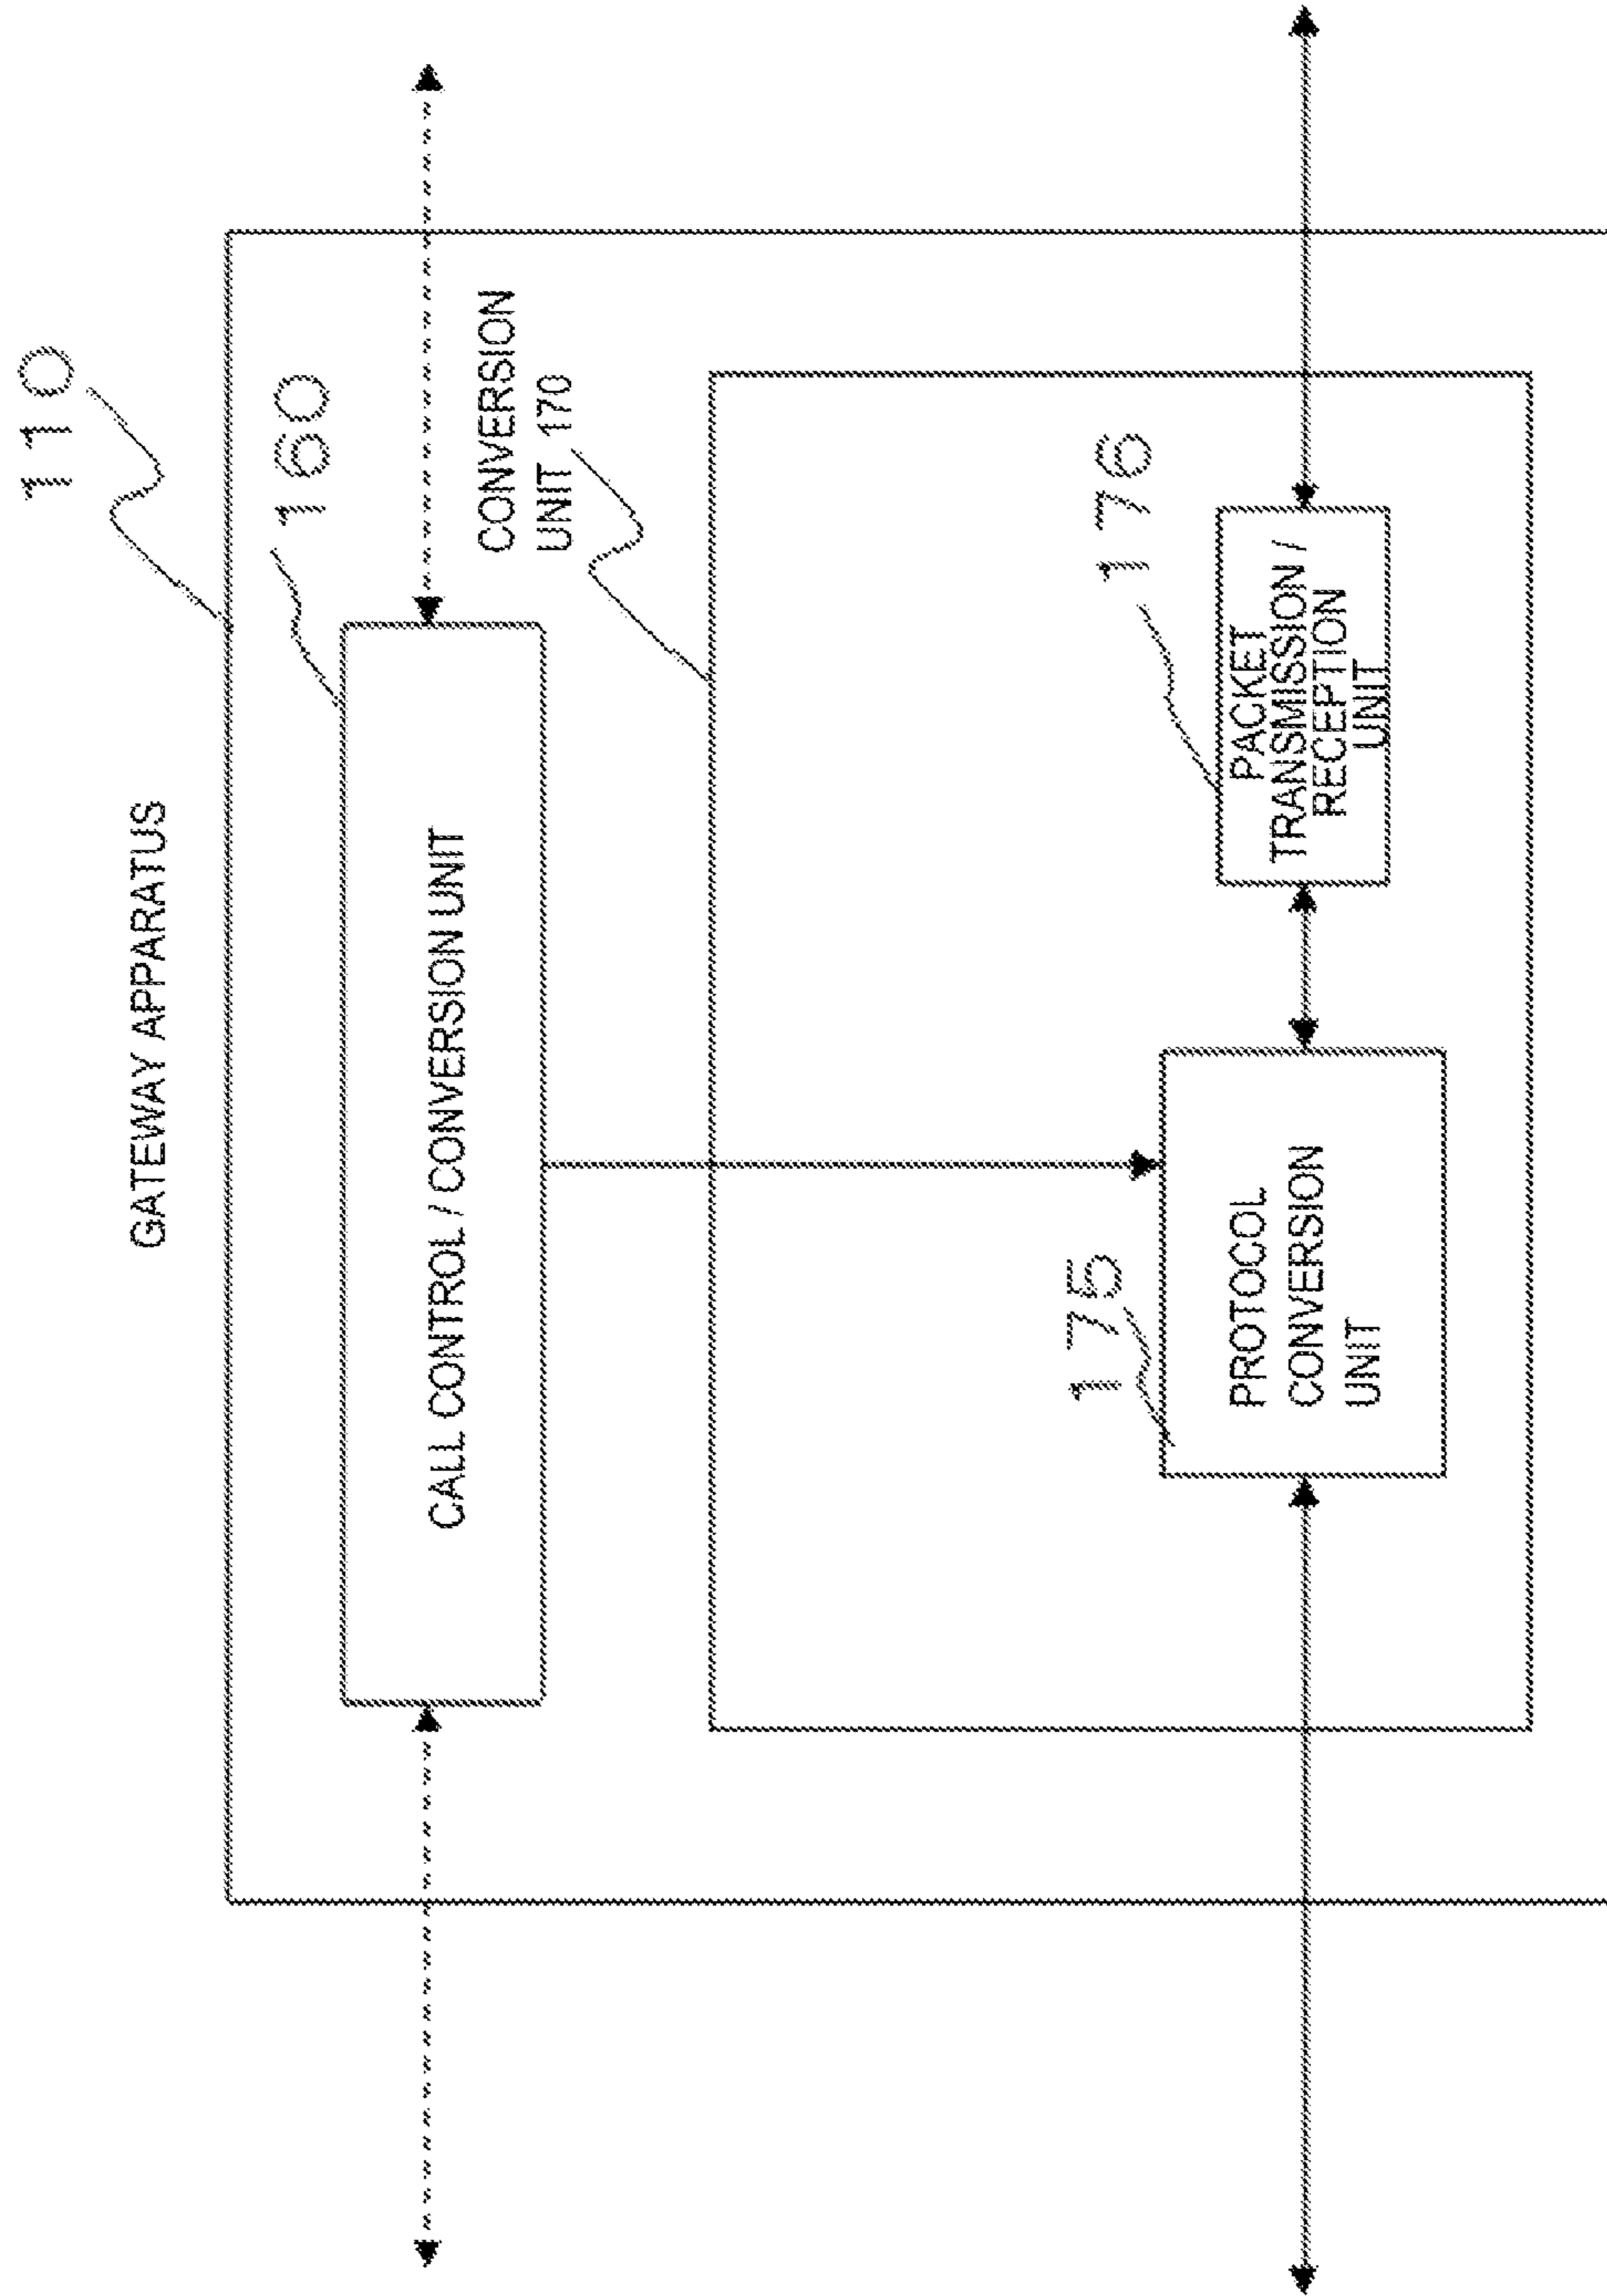 GATEWAY APPARATUS
110
160
CALL CONTROL / CONVERSION UNIT
CONVERSION
UNIT 170
175
PROTOCOL
CONVERSION
UNIT
176
PACKET
TRANSMISSION /
RECEPTION
UNIT